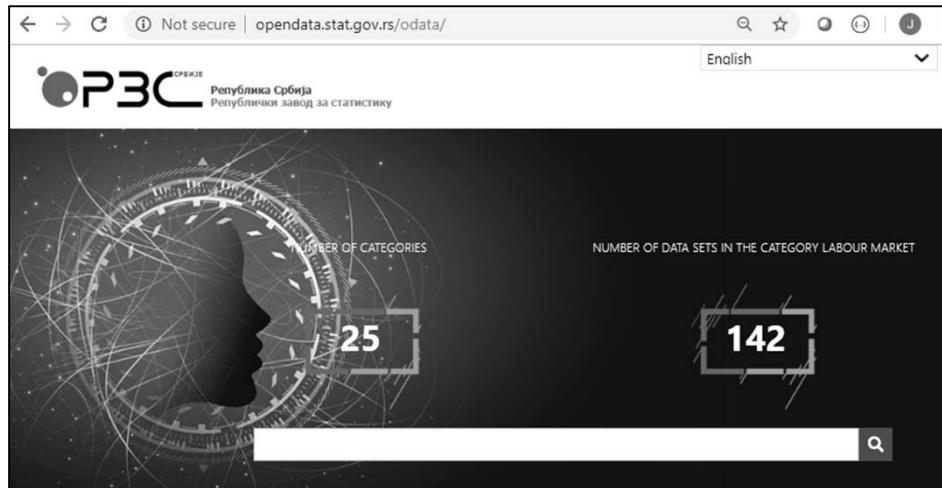 Not secure | opendata.stat.gov.rs/odata/
J
English
РЗС СРБИЈЕ
Република Србија
Републички завод за статистику
NUMBER OF CATEGORIES
NUMBER OF DATA SETS IN THE CATEGORY LABOUR MARKET
25
142